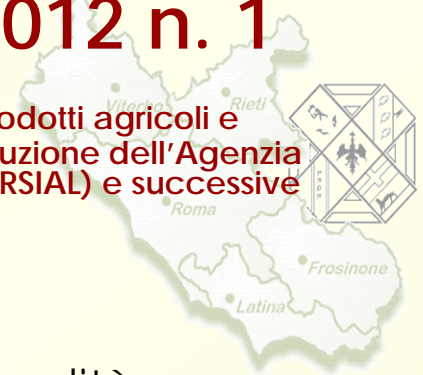 012 n. 1
Viterbo
Rieti
odotti agricoli e
uzione dell'Agenzia
RSIAL) e successive
Roma
Frosinone
Latina